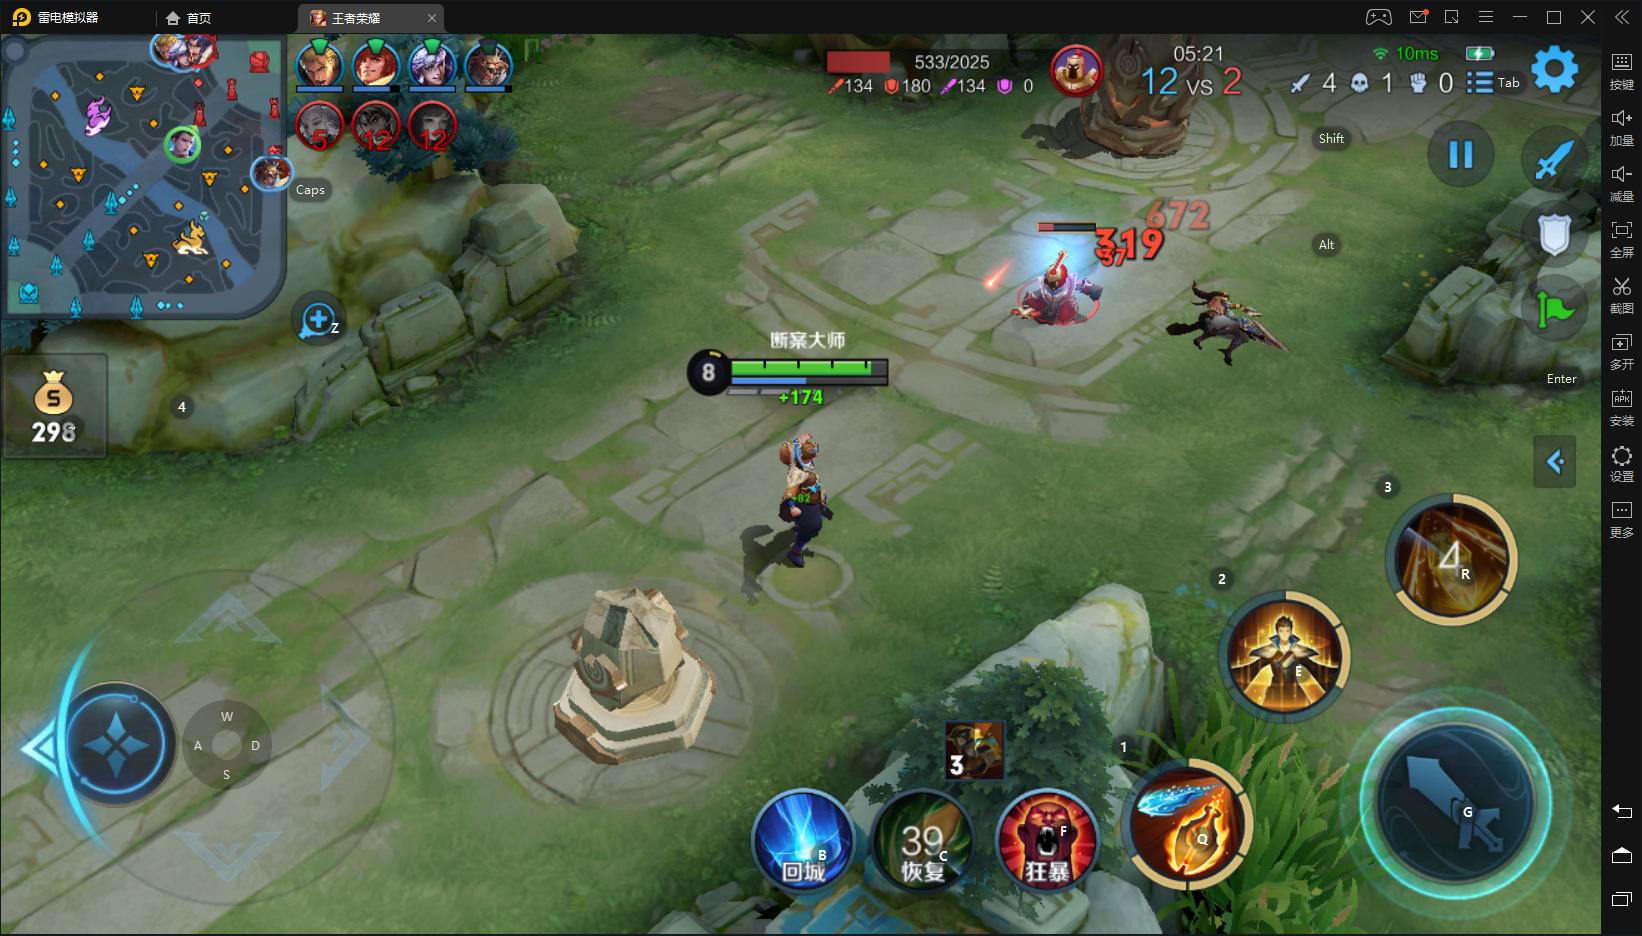 雷电模拟器
首页
王者荣耀
533/2025
134 180 134 0
05:21
12 VS 2
10ms
4 1 0 Tab
5 12 12
Caps
Shift
Alt
Z
672
319
37
断案大师
8
+174
298
4
Enter
+82
3
4
R
2
E
W
A D
S
3
1
B
回城
39
C
恢复
F
狂暴
Q
G
按键
加量
减量
全屏
截图
多开
APK
安装
设置
更多